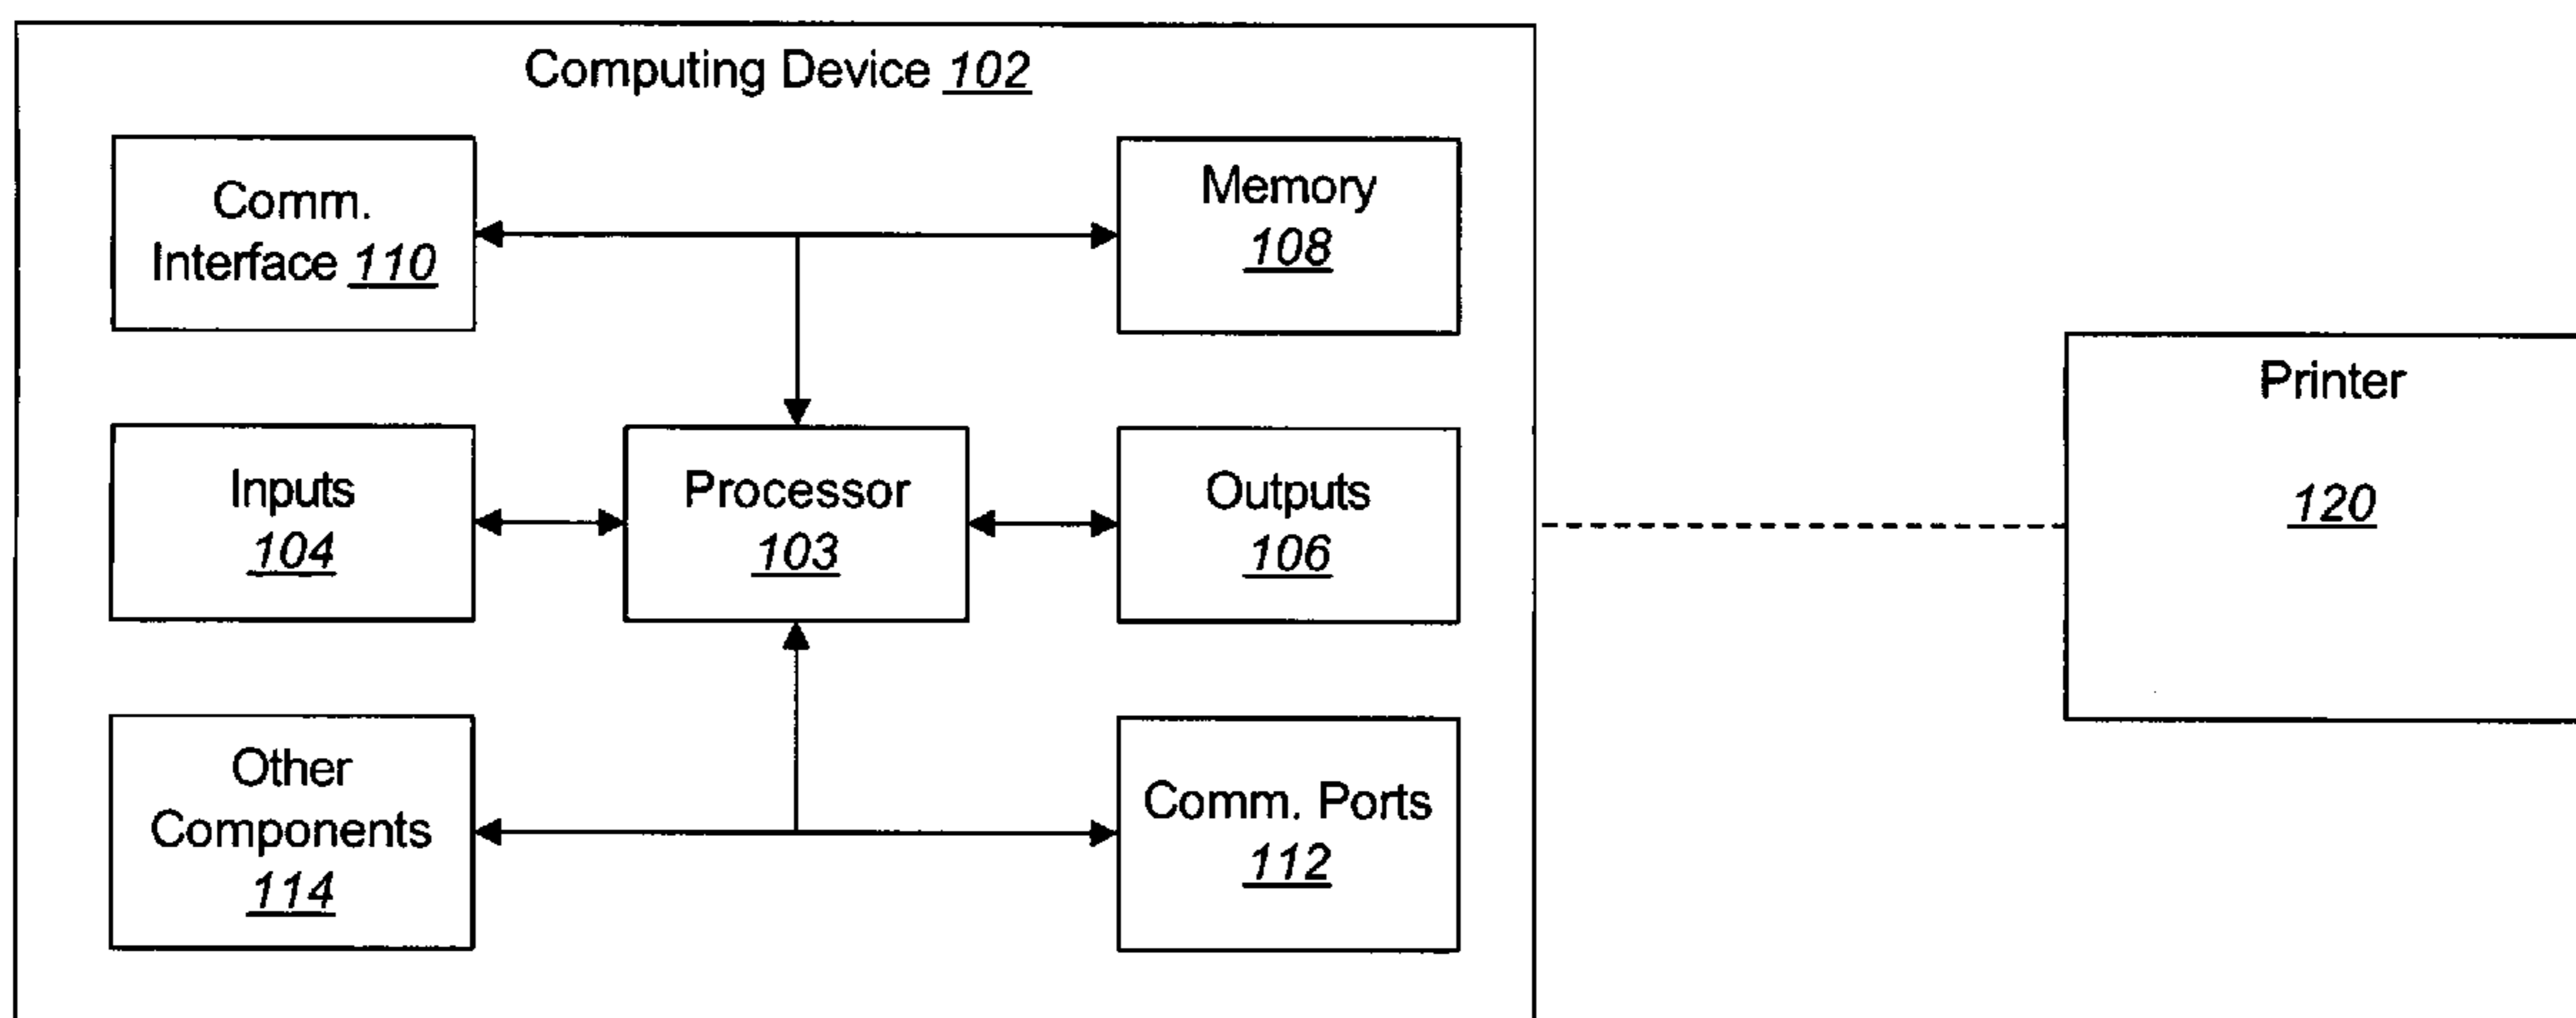 Computing Device 102
Comm.
Interface 110
Memory
108
Inputs
104
Processor
103
Outputs
106
Other
Components
114
Comm. Ports
112
Printer
120